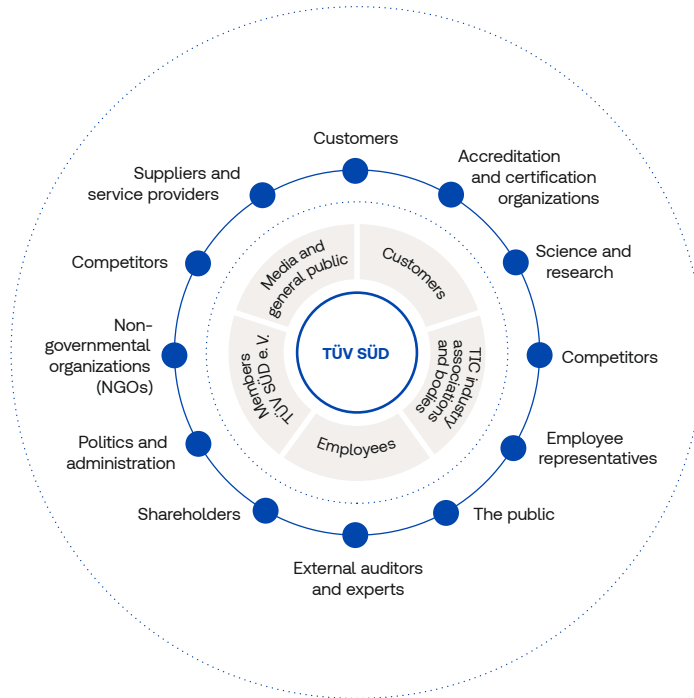 Customers
Accreditation
and certification
organizations
Science and
research
Competitors
Employee
representatives
The public
External auditors
and experts
Shareholders
Politics and
administration
Non-
governmental
organizations
(NGOs)
Competitors
Suppliers and
service providers
Media and
general public
Customers
TIC industry
associations
and bodies
Employees
Members
TÜV SÜD e. V.
TÜV SÜD